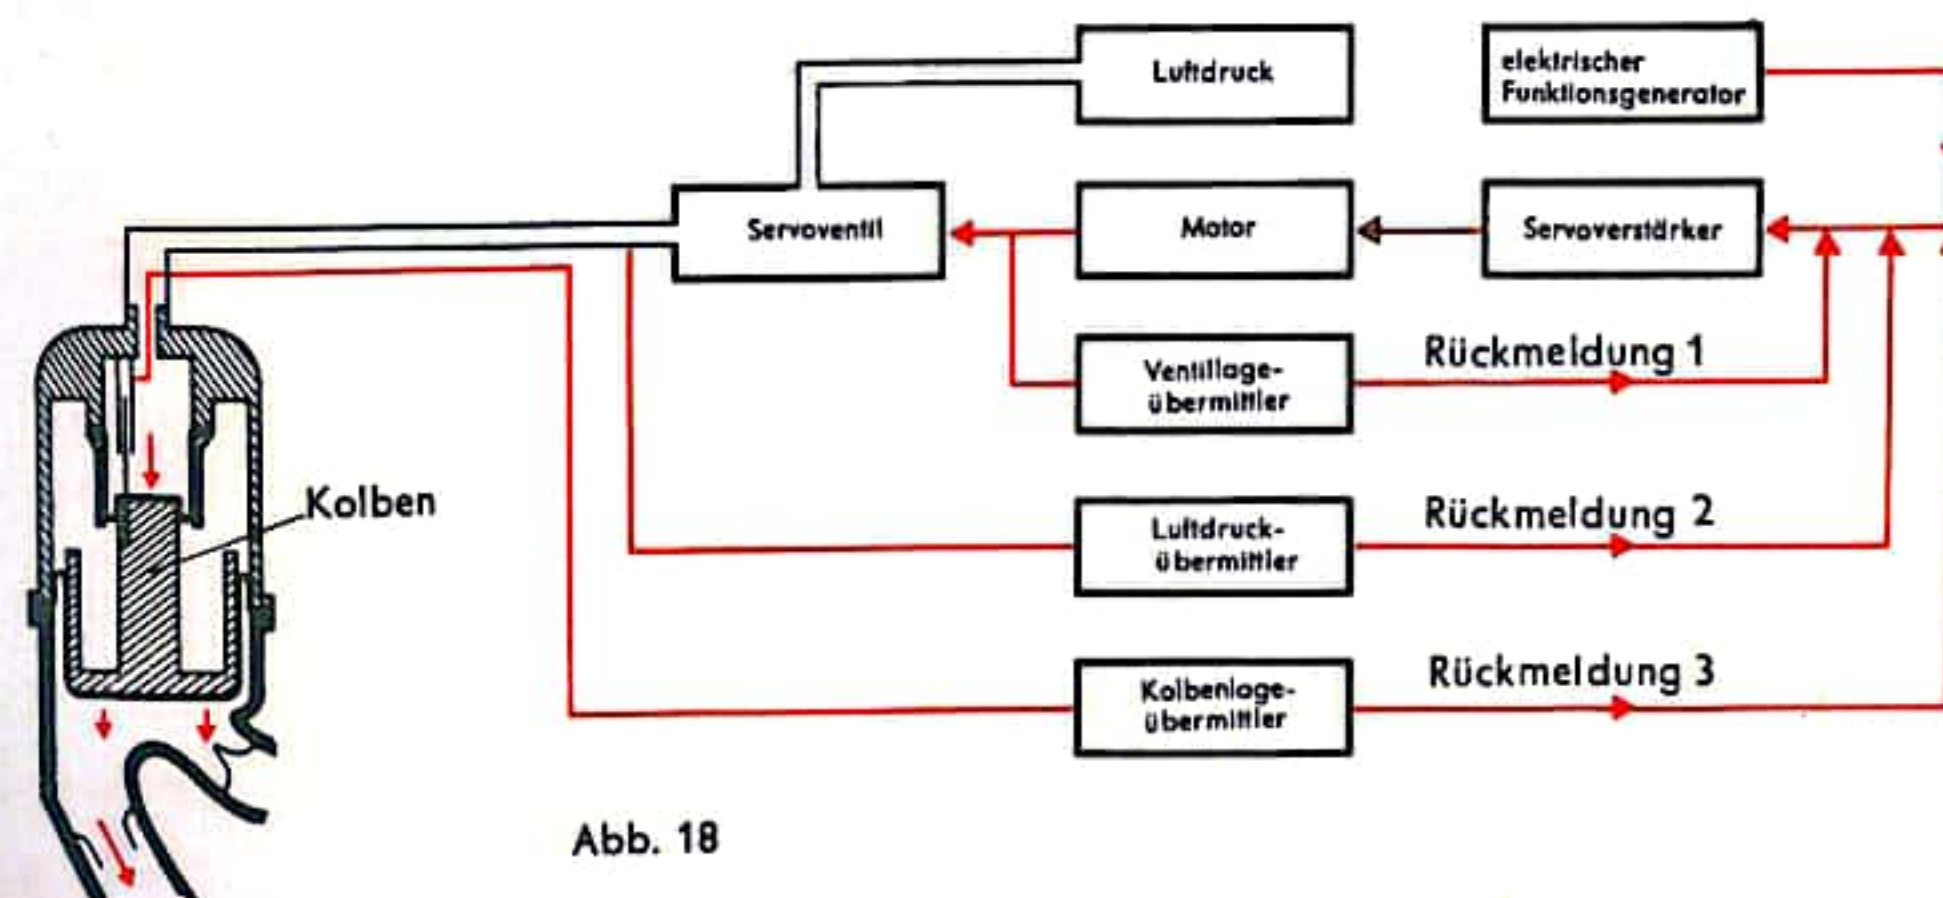 Luftdruck
elektrischer
Funktionsgenerator
Servoventil
Motor
Servoverstärker
Ventillage-
übermittler
Rückmeldung 1
Kolben
Luftdruck-
übermittler
Rückmeldung 2
Kolbenlage-
übermittler
Rückmeldung 3
Abb. 18